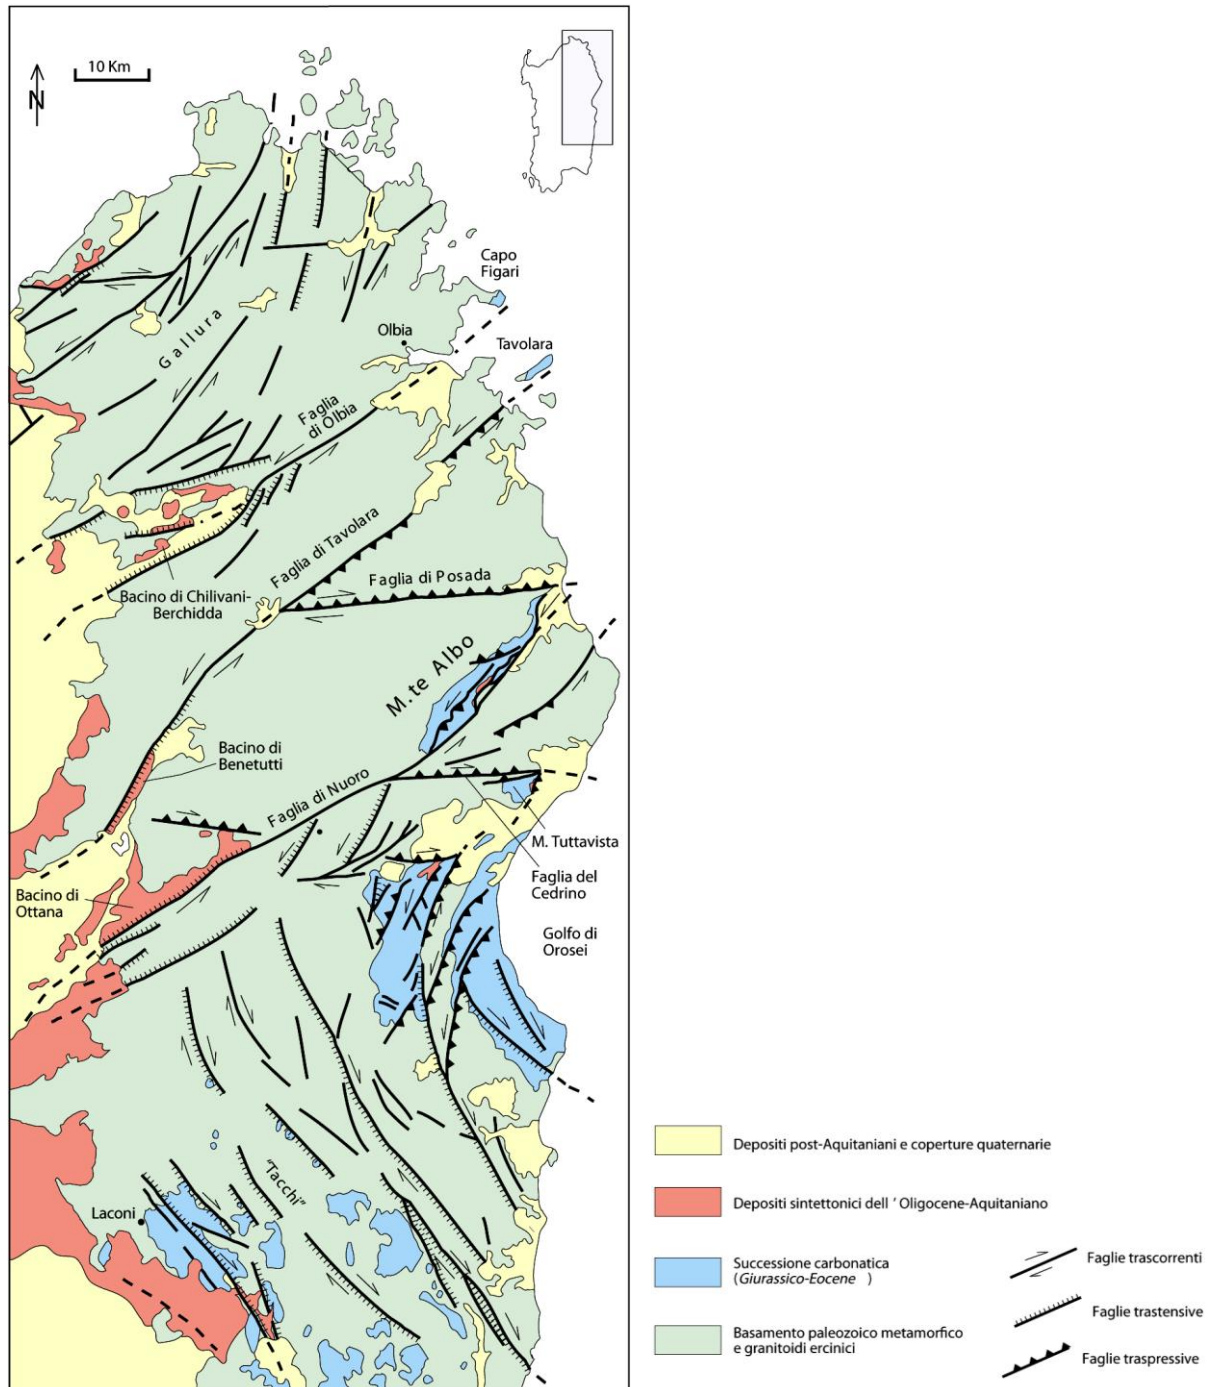 10 Km
N
Capo
Figari
Olbia
Tavolara
Gallura
Faglia
di Olbia
Faglia di Tavolara
Faglia di Posada
Bacino di Chilivani-
Berchidda
M.te Albo
Bacino di
Benetutti
Faglia di Nuoro
M. Tuttavista
Faglia del
Cedrino
Bacino di
Ottana
Golfo di
Orosei
"Tacchi"
Laconi
Depositi post-Aquitaniani e coperture quaternarie
Depositi sintettonici dell ' Oligocene-Aquitaniano
Successione carbonatica
(Giurassico-Eocene )
Basamento paleozoico metamorfico
e granitoidi ercinici
Faglie trascorrenti
Faglie trastensive
Faglie traspressive